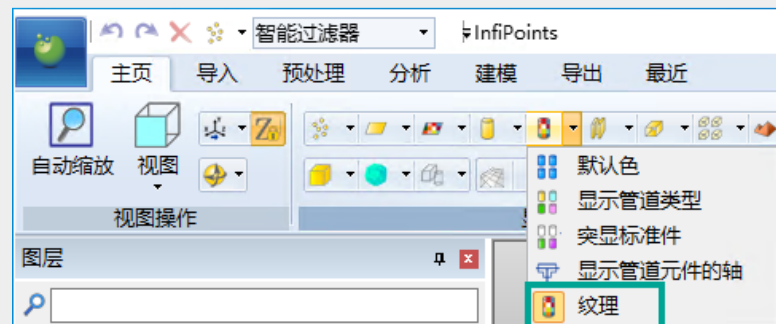 智能过滤器 InfiPoints
主页 导入 预处理 分析 建模 导出 最近
自动缩放 视图
视图操作
默认色
显示管道类型
突显标准件
显示管道元件的轴
纹理
图层